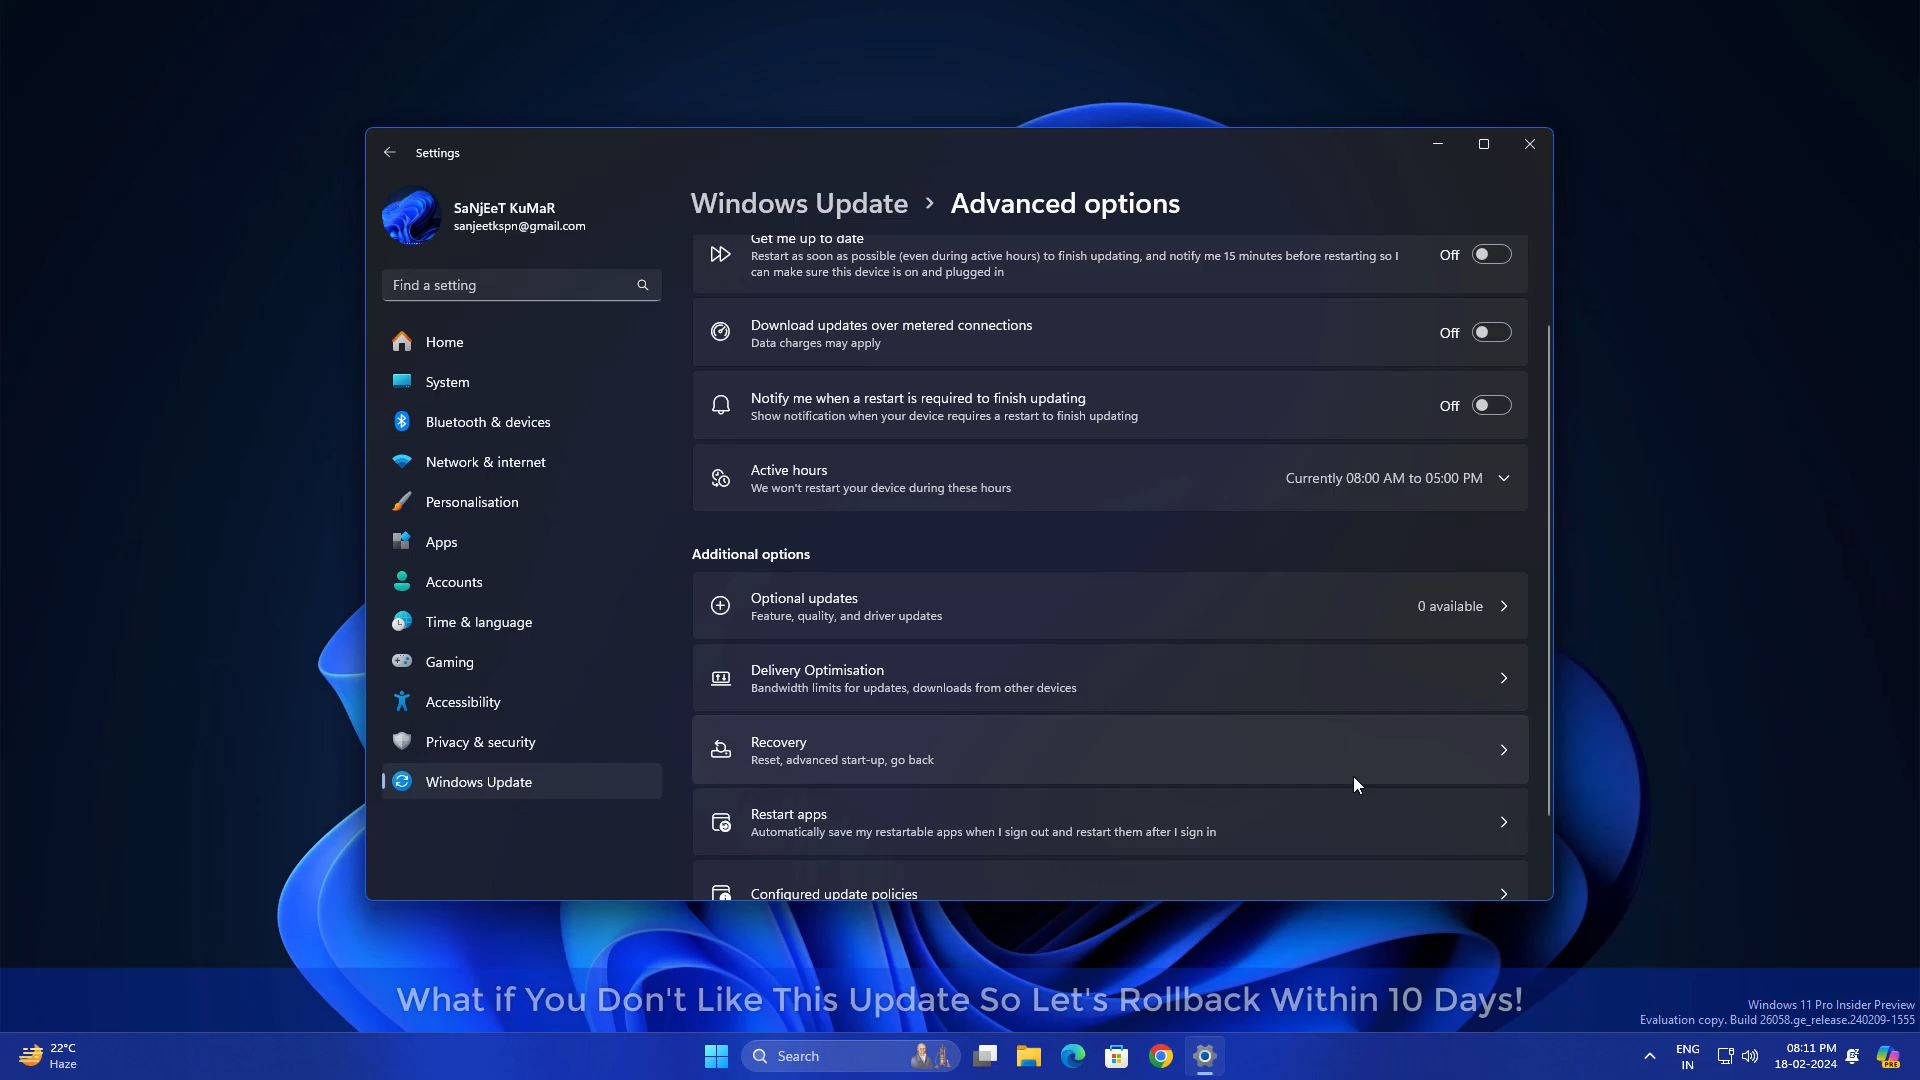 Settings
SaNjEeT KuMaR
sanjeetkspn@gmail.com
Find a setting
Home
System
Bluetooth & devices
Network & internet
Personalisation
Apps
Accounts
Time & language
Gaming
Accessibility
Privacy & security
Windows Update
Windows Update > Advanced options
Get me up to date
Restart as soon as possible (even during active hours) to finish updating, and notify me 15 minutes before restarting so I
can make sure this device is on and plugged in
Off
Download updates over metered connections
Data charges may apply
Off
Notify me when a restart is required to finish updating
Show notification when your device requires a restart to finish updating
Off
Active hours
We won't restart your device during these hours
Currently 08:00 AM to 05:00 PM
Additional options
Optional updates
Feature, quality, and driver updates
0 available
Delivery Optimisation
Bandwidth limits for updates, downloads from other devices
Recovery
Reset, advanced start-up, go back
Restart apps
Automatically save my restartable apps when I sign out and restart them after I sign in
Configured update policies
What if You Don't Like This Update So Let's Rollback Within 10 Days!
Windows 11 Pro Insider Preview
Evaluation copy. Build 26058.ge_release.240209-1555
22°C
Haze
Search
ENG
IN
08:11 PM
18-02-2024
PRE